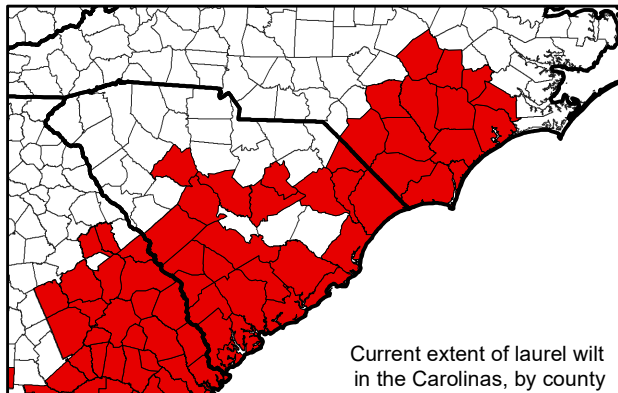 Current extent of laurel wilt
in the Carolinas, by county